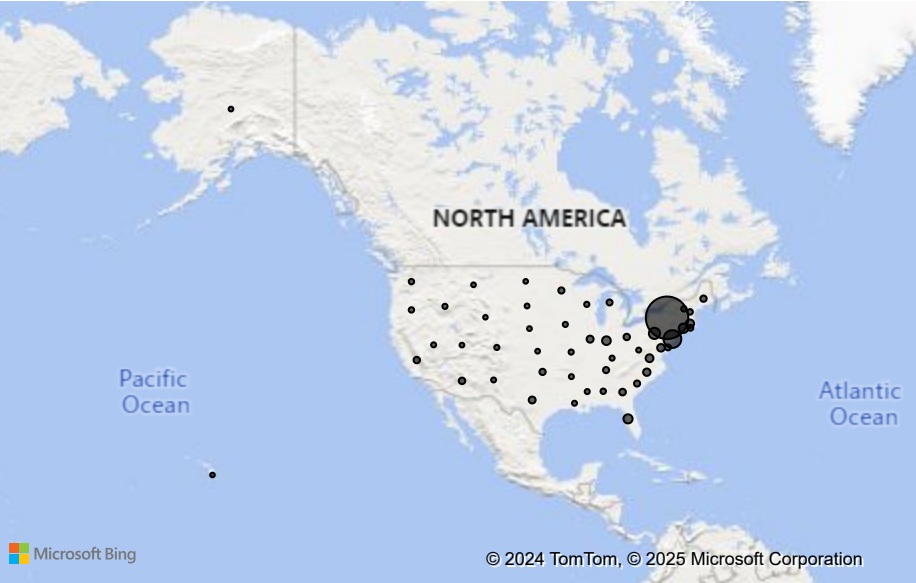 NORTH AMERICA
Pacific
Ocean
Atlantic
Ocean
Microsoft Bing
© 2024 TomTom, © 2025 Microsoft Corporation